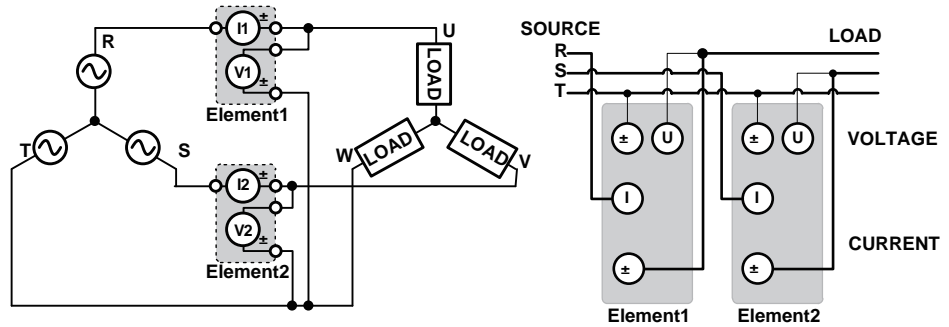 R
I1
±
V1
±
Element1
T
S
I2
±
V2
±
Element2
U
LOAD
W
LOAD
LOAD
V
SOURCE
LOAD
R
S
T
±
U
±
U
VOLTAGE
I
I
CURRENT
±
±
Element1
Element2